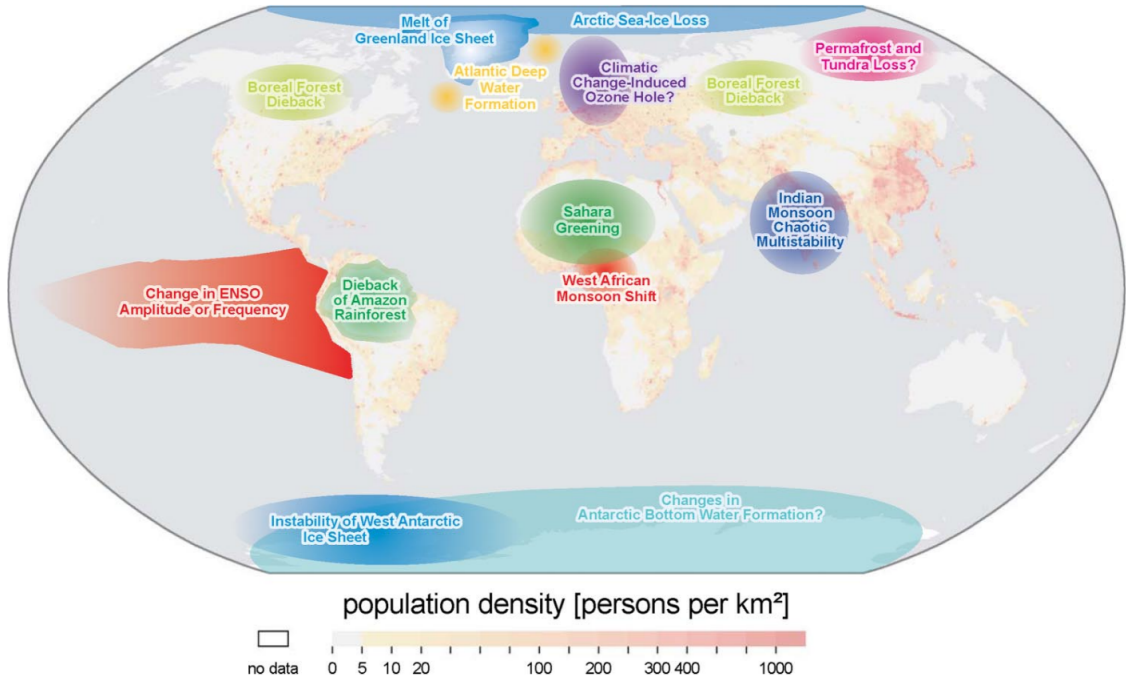 Melt of
Greenland Ice Sheet
Arctic Sea-Ice Loss
Atlantic Deep
Water
Formation
Climatic
Change-Induced
Ozone Hole?
Permafrost and
Tundra Loss?
Boreal Forest
Dieback
Boreal Forest
Dieback
Sahara
Greening
Indian
Monsoon
Chaotic
Multistability
West African
Monsoon Shift
Change in ENSO
Amplitude or Frequency
Dieback
of Amazon
Rainforest
Instability of West Antarctic
Ice Sheet
Changes in
Antarctic Bottom Water Formation?
population density [persons per km²]
no data
0 5 10 20 100 200 300 400 1000